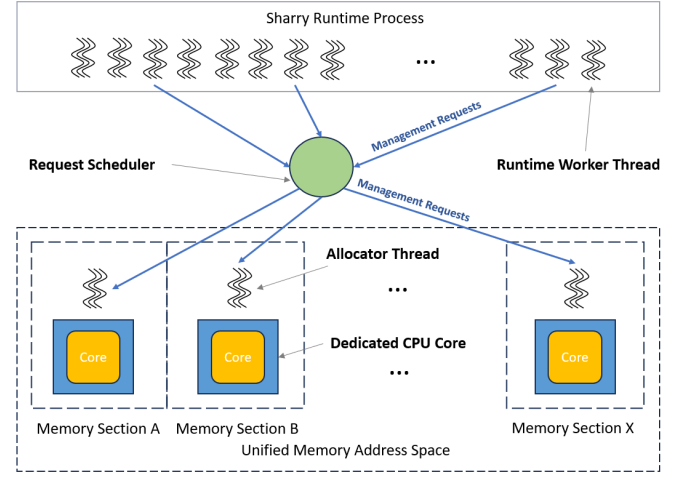 Sharry Runtime Process
...
Management Requests
Request Scheduler
Runtime Worker Thread
Management Requests
Allocator Thread
...
Core
Core
Dedicated CPU Core
Core
...
Memory Section A
Memory Section B
Memory Section X
Unified Memory Address Space